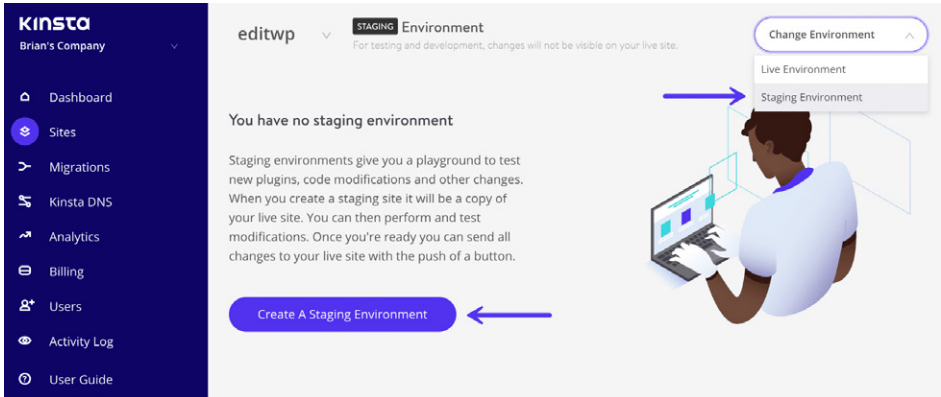 KINSTA
Brian's Company
Dashboard
Sites
Migrations
Kinsta DNS
Analytics
Billing
Users
Activity Log
User Guide
editwp
STAGING Environment
For testing and development, changes will not be visible on your live site.
Change Environment
Live Environment
Staging Environment
You have no staging environment
Staging environments give you a playground to test
new plugins, code modifications and other changes.
When you create a staging site it will be a copy of
your live site. You can then perform and test
modifications. Once you're ready you can send all
changes to your live site with the push of a button.
Create A Staging Environment